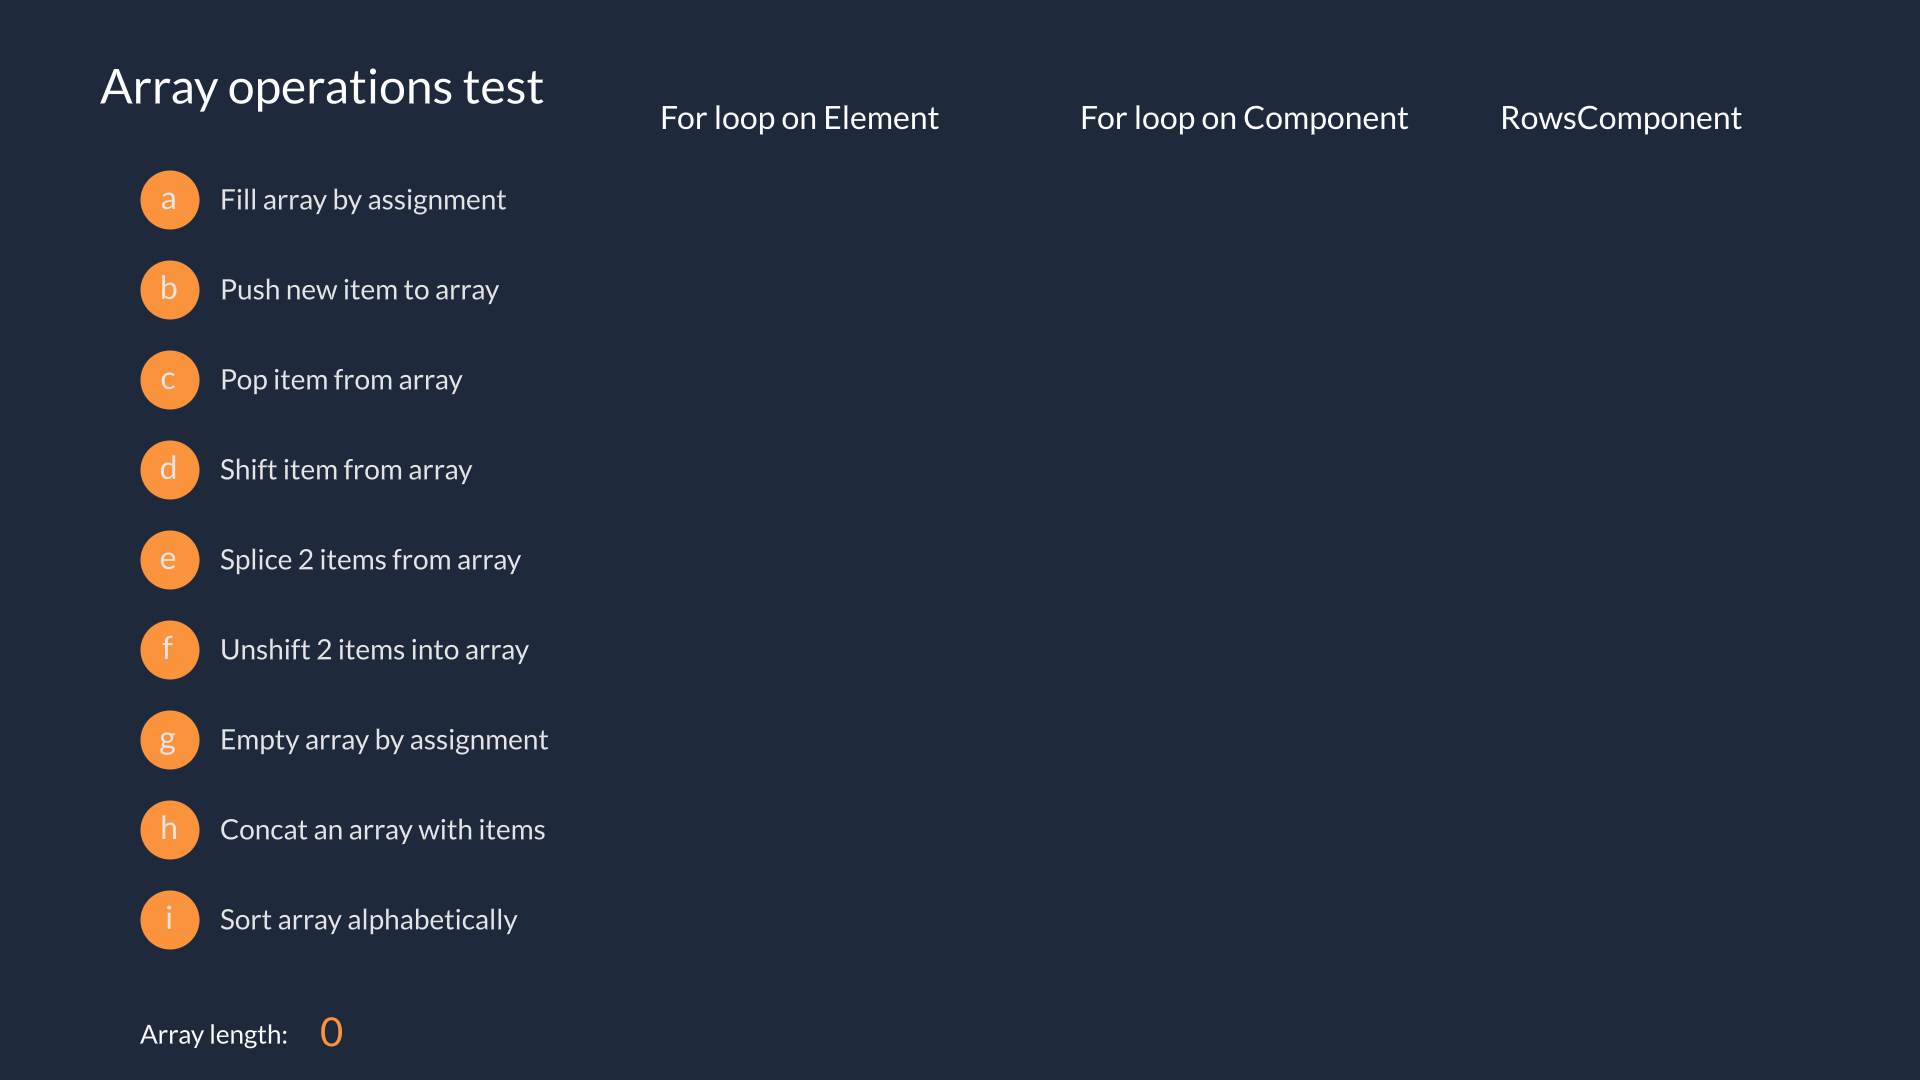 Array operations test
For loop on Element
For loop on Component
RowsComponent
a Fill array by assignment
b Push new item to array
c Pop item from array
d Shift item from array
e Splice 2 items from array
f Unshift 2 items into array
g Empty array by assignment
h Concat an array with items
i Sort array alphabetically
Array length: 0